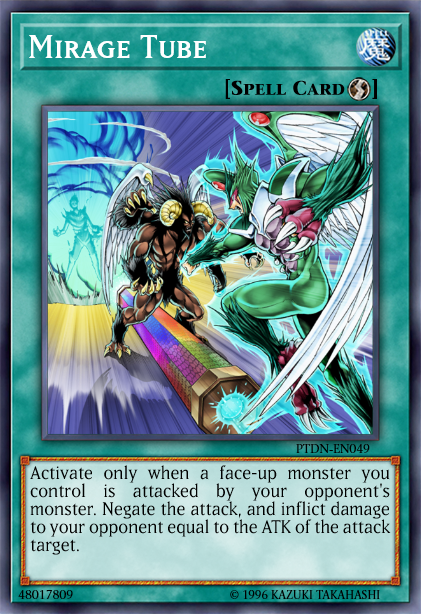 Mirage Tube
[Spell Card]
PTDN-EN049
Activate only when a face-up monster you
control is attacked by your opponent's
monster. Negate the attack, and inflict damage
to your opponent equal to the ATK of the attack
target.
48017809
© 1996 KAZUKI TAKAHASHI